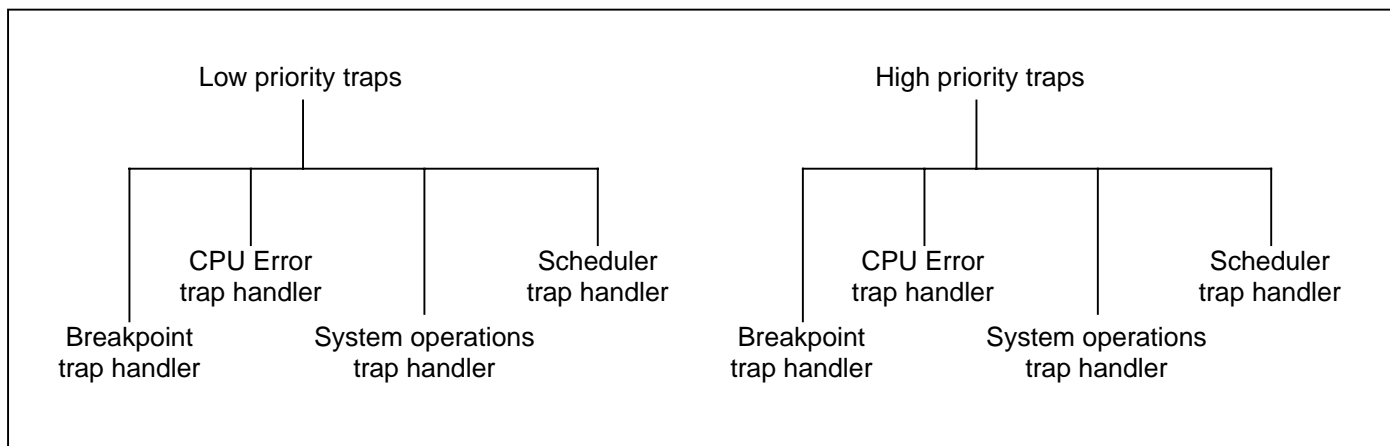 Low priority traps
High priority traps
CPU Error
trap handler
Scheduler
trap handler
Breakpoint
trap handler
System operations
trap handler
CPU Error
trap handler
Scheduler
trap handler
Breakpoint
trap handler
System operations
trap handler